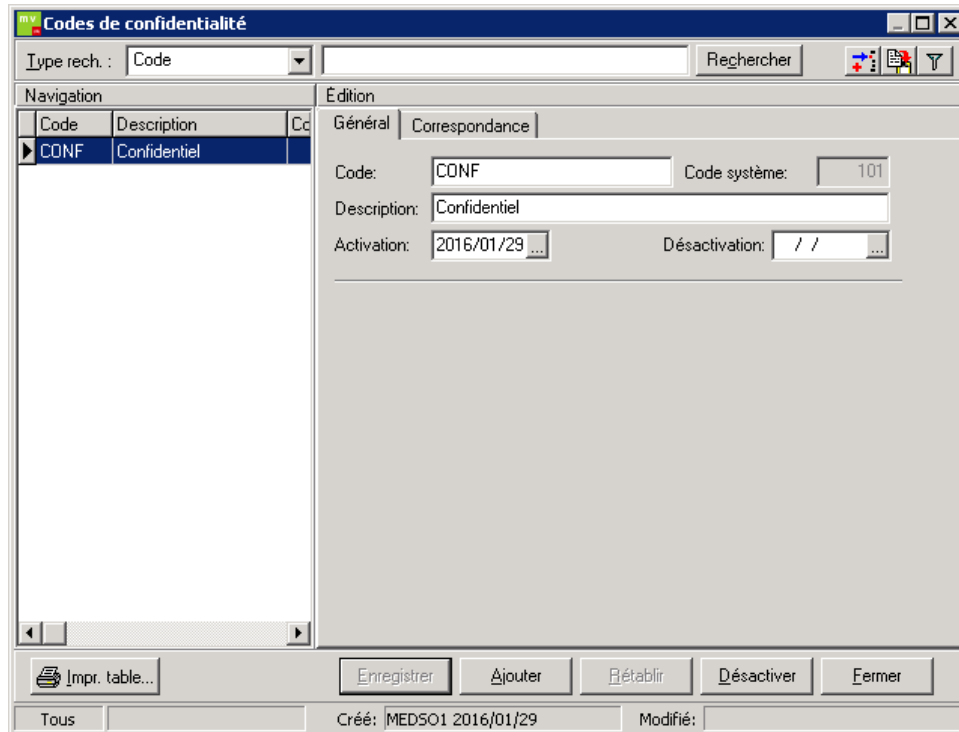 mv Codes de confidentialité
Type rech. : Code Rechercher
Navigation Édition
Code Description Co
Général Correspondance
CONF Confidentiel
Code: CONF Code système: 101
Description: Confidentiel
Activation: 2016/01/29 ... Désactivation: / / ...
Impr. table... Enregistrer Ajouter Rétablir Désactiver Fermer
Tous Créé: MEDSO1 2016/01/29 Modifié: